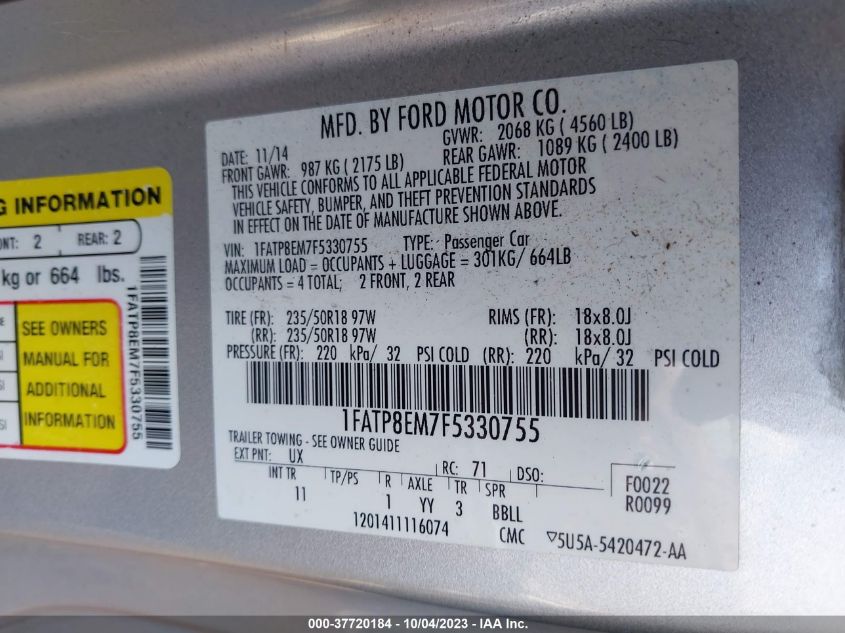 G INFORMATION
NT: 2 REAR: 2
kg or 664 lbs.
SEE OWNERS
MANUAL FOR
ADDITIONAL
INFORMATION
1FATP8EM7F5330755
MFD. BY FORD MOTOR CO.
DATE: 11/14 GVWR: 2068 KG ( 4560 LB)
FRONT GAWR: 987 KG ( 2175 LB) REAR GAWR: 1089 KG ( 2400 LB)
THIS VEHICLE CONFORMS TO ALL APPLICABLE FEDERAL MOTOR
VEHICLE SAFETY, BUMPER, AND THEFT PREVENTION STANDARDS
IN EFFECT ON THE DATE OF MANUFACTURE SHOWN ABOVE.
VIN: 1FATP8EM7F5330755 TYPE: Passenger Car
MAXIMUM LOAD = OCCUPANTS + LUGGAGE = 301KG/ 664LB
OCCUPANTS = 4 TOTAL; 2 FRONT, 2 REAR
TIRE (FR): 235/50R18 97W RIMS (FR): 18x8.0J
(RR): 235/50R18 97W (RR): 18x8.0J
PRESSURE (FR): 220 kPa/ 32 PSI COLD (RR): 220 kPa/ 32 PSI COLD
1FATP8EM7F5330755
TRAILER TOWING - SEE OWNER GUIDE
EXT PNT: UX RC: 71 DSO: F0022
INT TR TP/PS R AXLE TR SPR R0099
11 1 YY 3 BBLL
1201411116074 CMC ▽5U5A-5420472-AA
000-37720184 - 10/04/2023 - IAA Inc.